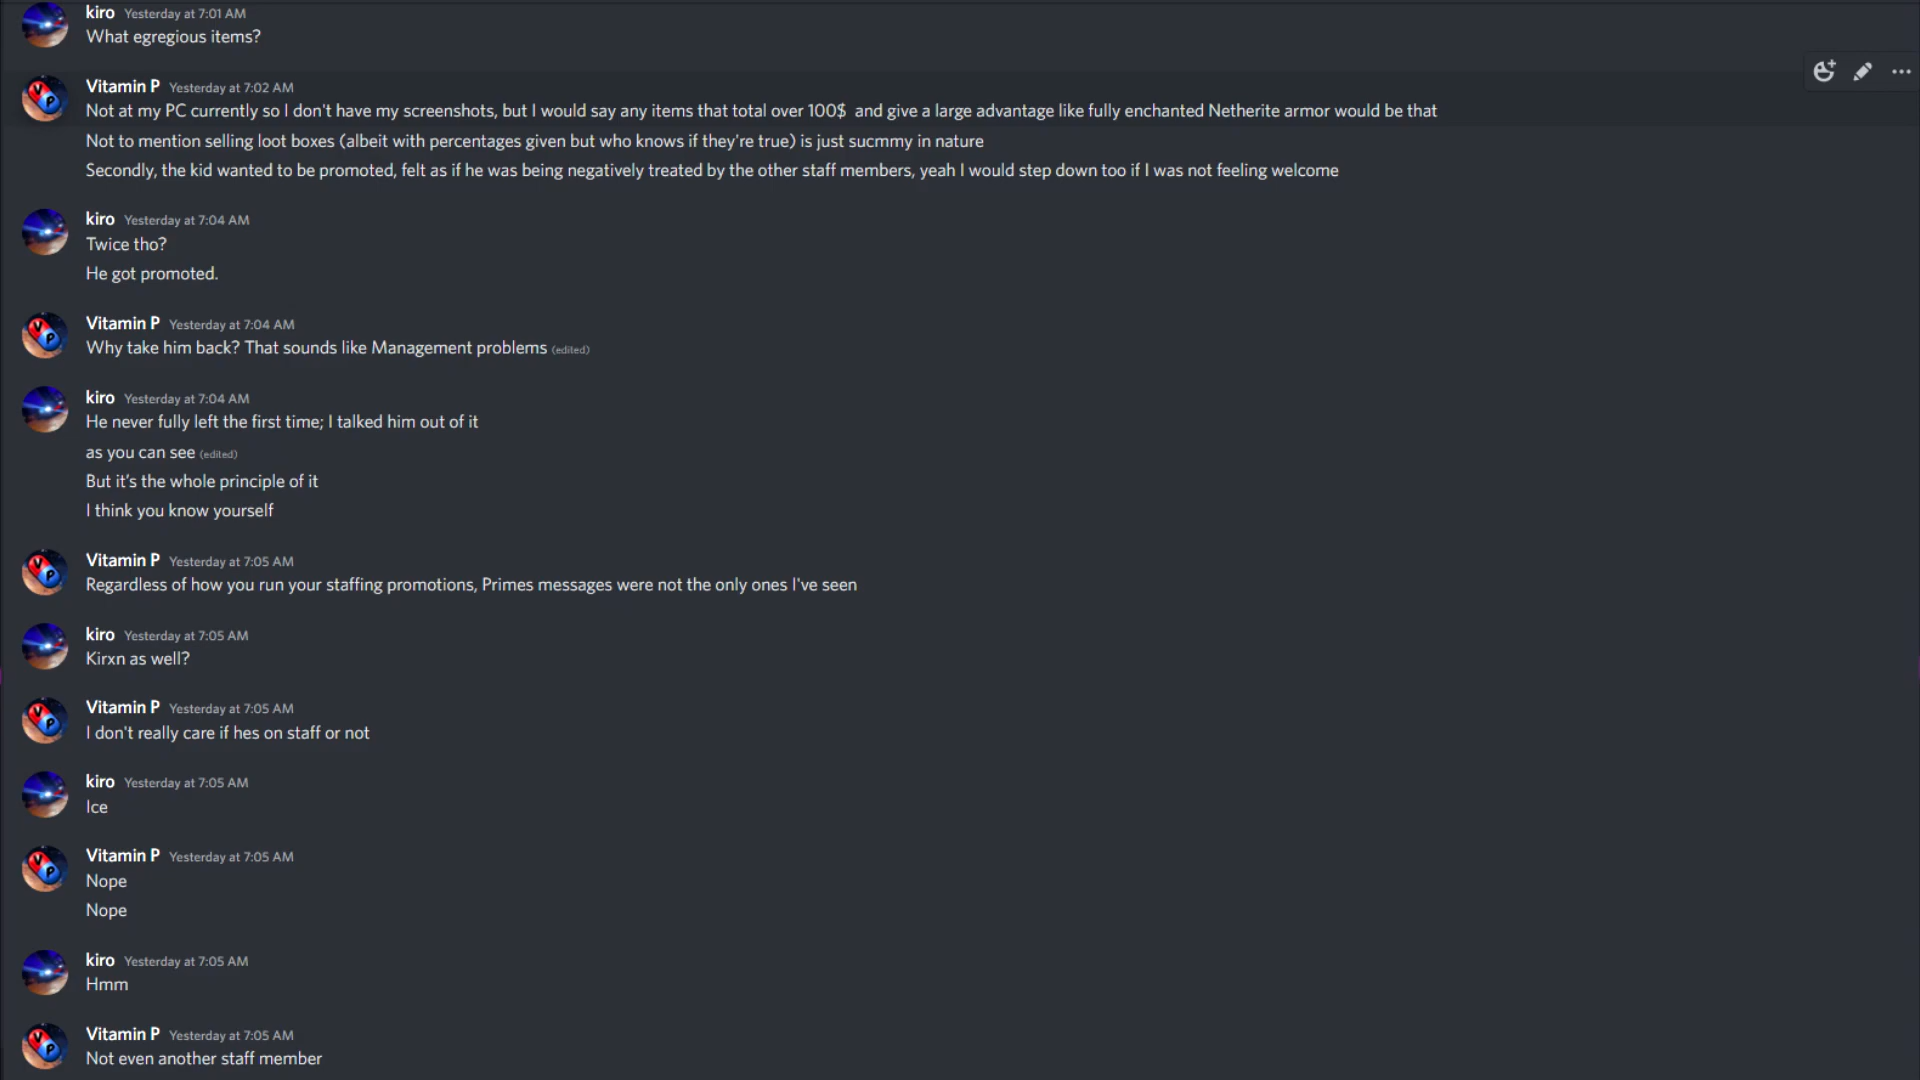 kiro Yesterday at 7:01 AM
What egregious items?
Vitamin P Yesterday at 7:02 AM
Not at my PC currently so I don't have my screenshots, but I would say any items that total over 100$ and give a large advantage like fully enchanted Netherite armor would be that
Not to mention selling loot boxes (albeit with percentages given but who knows if they're true) is just sucmmy in nature
Secondly, the kid wanted to be promoted, felt as if he was being negatively treated by the other staff members, yeah I would step down too if I was not feeling welcome
kiro Yesterday at 7:04 AM
Twice tho?
He got promoted.
Vitamin P Yesterday at 7:04 AM
Why take him back? That sounds like Management problems (edited)
kiro Yesterday at 7:04 AM
He never fully left the first time; I talked him out of it
as you can see (edited)
But it's the whole principle of it
I think you know yourself
Vitamin P Yesterday at 7:05 AM
Regardless of how you run your staffing promotions, Primes messages were not the only ones I've seen
kiro Yesterday at 7:05 AM
Kirxn as well?
Vitamin P Yesterday at 7:05 AM
I don't really care if hes on staff or not
kiro Yesterday at 7:05 AM
Ice
Vitamin P Yesterday at 7:05 AM
Nope
Nope
kiro Yesterday at 7:05 AM
Hmm
Vitamin P Yesterday at 7:05 AM
Not even another staff member